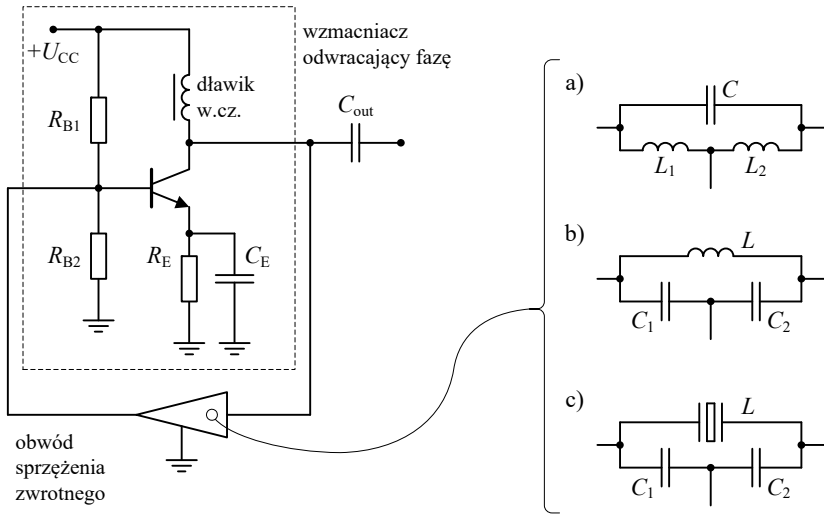 +U_CC
wzmacniacz
odwracający fazę
dławik
w.cz.
R_B1
C_out
R_B2
R_E
C_E
obwód
sprzężenia
zwrotnego
a)
C
L_1
L_2
b)
L
C_1
C_2
c)
L
C_1
C_2